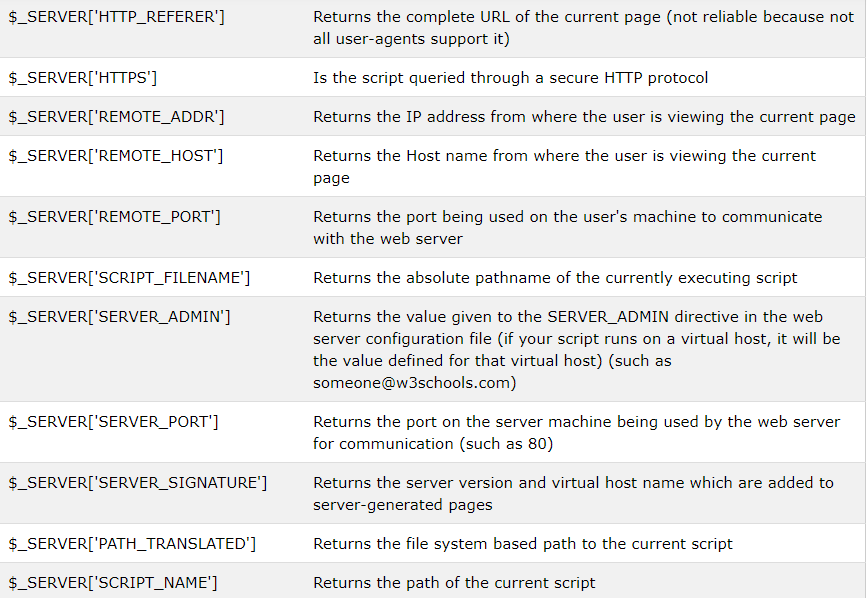 $_SERVER['HTTP_REFERER'] Returns the complete URL of the current page (not reliable because not
all user-agents support it)
$_SERVER['HTTPS'] Is the script queried through a secure HTTP protocol
$_SERVER['REMOTE_ADDR'] Returns the IP address from where the user is viewing the current page
$_SERVER['REMOTE_HOST'] Returns the Host name from where the user is viewing the current
page
$_SERVER['REMOTE_PORT'] Returns the port being used on the user's machine to communicate
with the web server
$_SERVER['SCRIPT_FILENAME'] Returns the absolute pathname of the currently executing script
$_SERVER['SERVER_ADMIN'] Returns the value given to the SERVER_ADMIN directive in the web
server configuration file (if your script runs on a virtual host, it will be
the value defined for that virtual host) (such as
someone@w3schools.com)
$_SERVER['SERVER_PORT'] Returns the port on the server machine being used by the web server
for communication (such as 80)
$_SERVER['SERVER_SIGNATURE'] Returns the server version and virtual host name which are added to
server-generated pages
$_SERVER['PATH_TRANSLATED'] Returns the file system based path to the current script
$_SERVER['SCRIPT_NAME'] Returns the path of the current script